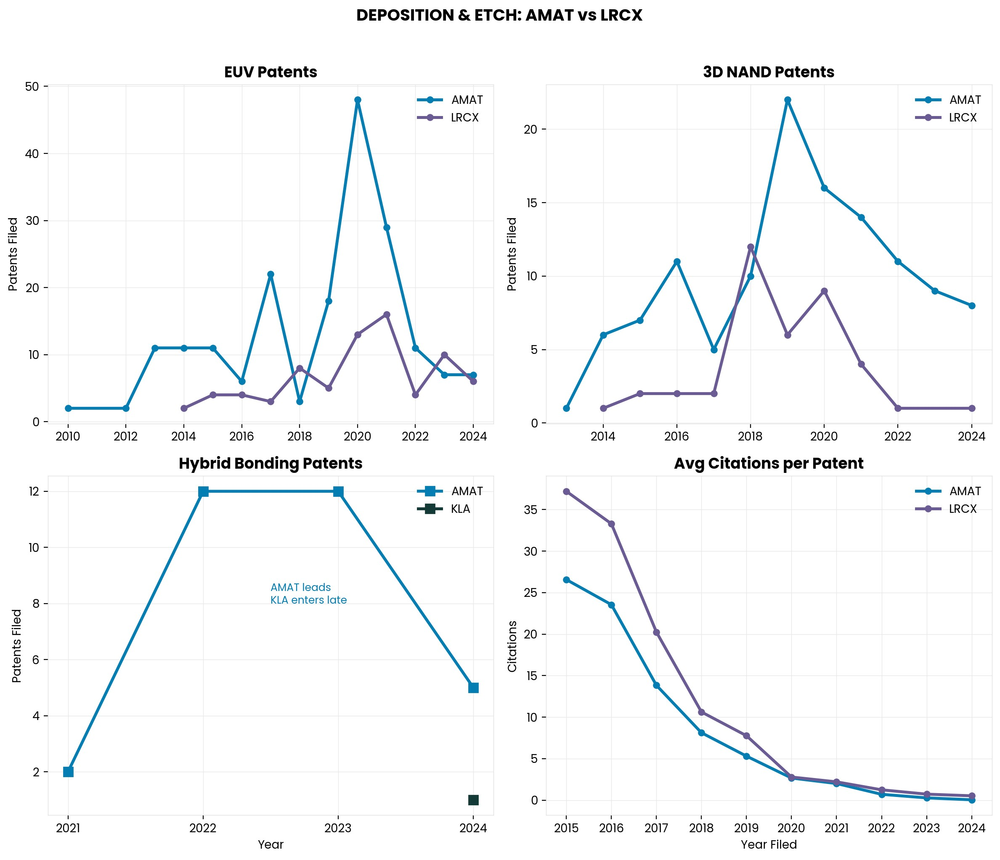 DEPOSITION & ETCH: AMAT vs LRCX
EUV Patents
Patents Filed
50
40
30
20
10
0
2010 2012 2014 2016 2018 2020 2022 2024
AMAT
LRCX
3D NAND Patents
Patents Filed
20
15
10
5
0
2014 2016 2018 2020 2022 2024
AMAT
LRCX
Hybrid Bonding Patents
Patents Filed
12
10
8
6
4
2
2021 2022 2023 2024
Year
AMAT
KLA
AMAT leads
KLA enters late
Avg Citations per Patent
Citations
35
30
25
20
15
10
5
0
2015 2016 2017 2018 2019 2020 2021 2022 2023 2024
Year Filed
AMAT
LRCX